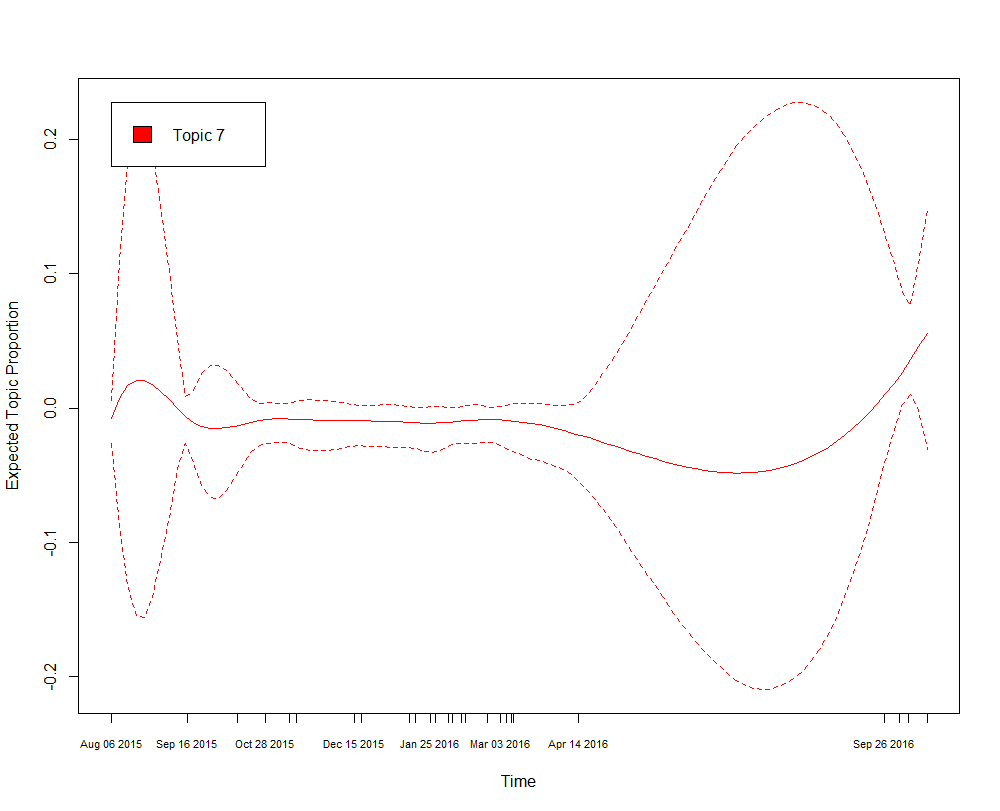 Topic 7
0.2
0.1
0.0
-0.1
-0.2
Expected Topic Proportion
Aug 06 2015 Sep 16 2015 Oct 28 2015 Dec 15 2015 Jan 25 2016 Mar 03 2016 Apr 14 2016 Sep 26 2016
Time